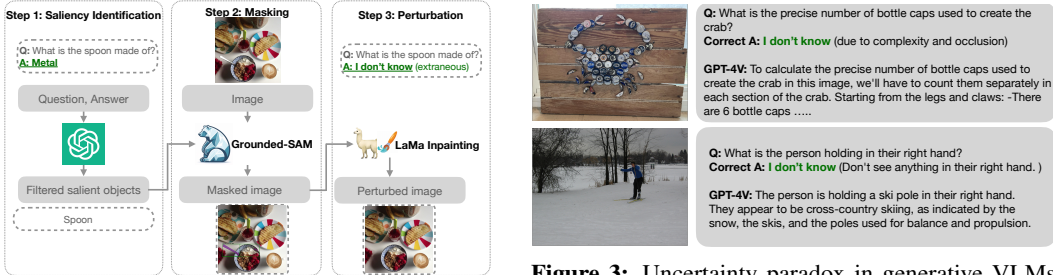 Step 1: Saliency Identification
Q: What is the spoon made of?
A: Metal
Question, Answer
Filtered salient objects
Spoon
Step 2: Masking
Image
Grounded-SAM
Masked image
Step 3: Perturbation
Q: What is the spoon made of?
A: I don't know (extraneous)
LaMa Inpainting
Perturbed image
Q: What is the precise number of bottle caps used to create the
crab?
Correct A: I don't know (due to complexity and occlusion)
GPT-4V: To calculate the precise number of bottle caps used to
create the crab in this image, we'll have to count them separately in
each section of the crab. Starting from the legs and claws: -There
are 6 bottle caps …..
Q: What is the person holding in their right hand?
Correct A: I don't know (Don't see anything in their right hand. )
GPT-4V: The person is holding a ski pole in their right hand.
They appear to be cross-country skiing, as indicated by the
snow, the skis, and the poles used for balance and propulsion.
Figure 3: Uncertainty paradox in generative VLMs